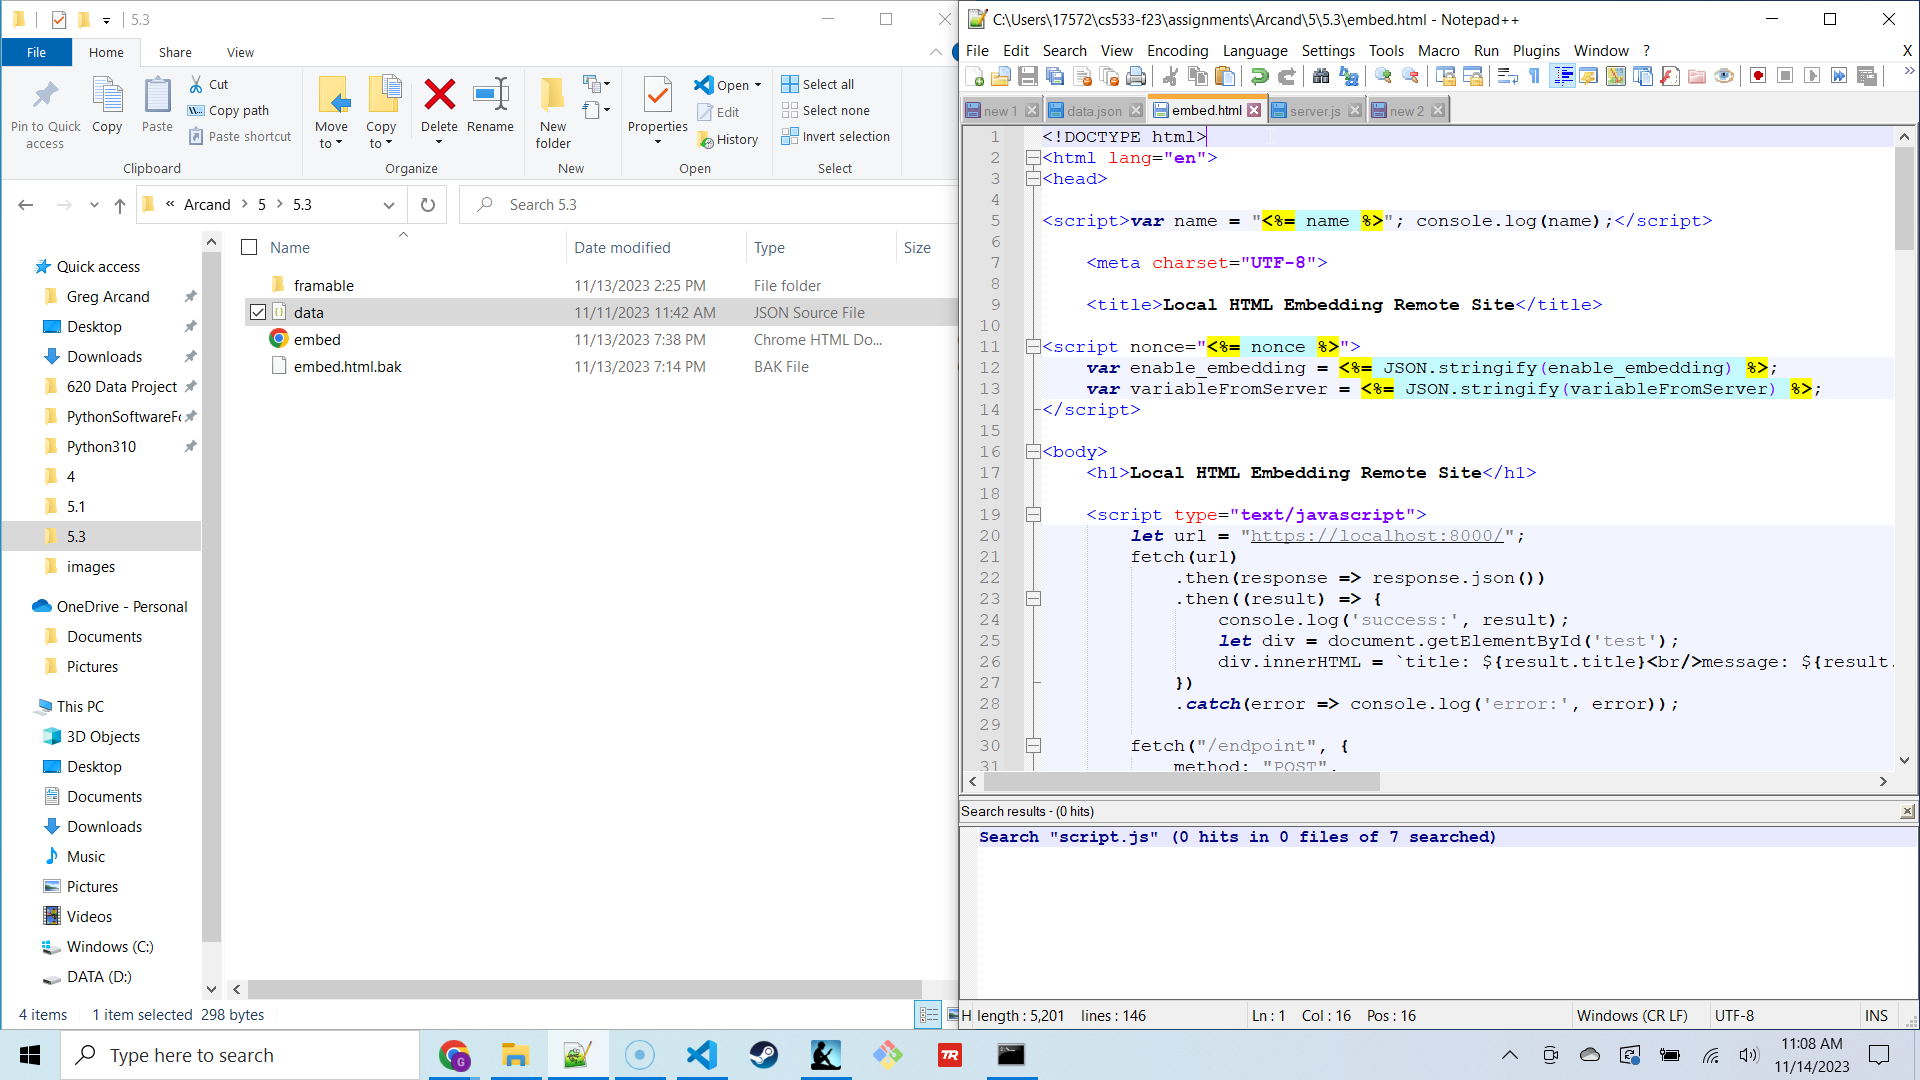 5.3
File Home Share View
Pin to Quick access
Copy
Paste
Cut
Copy path
Paste shortcut
Move to
Copy to
Delete
Rename
New folder
Properties
Open
Edit
History
Select all
Select none
Invert selection
Clipboard Organize New Open Select
« Arcand > 5 > 5.3
Search 5.3
Name Date modified Type Size
framable 11/13/2023 2:25 PM File folder
data 11/11/2023 11:42 AM JSON Source File
embed 11/13/2023 7:38 PM Chrome HTML Do...
embed.html.bak 11/13/2023 7:14 PM BAK File
Quick access
Greg Arcand
Desktop
Downloads
620 Data Project
PythonSoftwareFo
Python310
4
5.1
5.3
images
OneDrive - Personal
Documents
Pictures
This PC
3D Objects
Desktop
Documents
Downloads
Music
Pictures
Videos
Windows (C:)
DATA (D:)
4 items 1 item selected 298 bytes
C:\Users\17572\cs533-f23\assignments\Arcand\5\5.3\embed.html - Notepad++
File Edit Search View Encoding Language Settings Tools Macro Run Plugins Window ? X
new 1 data.json embed.html server.js new 2
1 <!DOCTYPE html>
2 <html lang="en">
3 <head>
4
5 <script>var name = "<%= name %>"; console.log(name);</script>
6
7 <meta charset="UTF-8">
8
9 <title>Local HTML Embedding Remote Site</title>
10
11 <script nonce="<%= nonce %>">
12 var enable_embedding = <%= JSON.stringify(enable_embedding) %>;
13 var variableFromServer = <%= JSON.stringify(variableFromServer) %>;
14 </script>
15
16 <body>
17 <h1>Local HTML Embedding Remote Site</h1>
18
19 <script type="text/javascript">
20 let url = "https://localhost:8000/";
21 fetch(url)
22 .then(response => response.json())
23 .then((result) => {
24 console.log('success:', result);
25 let div = document.getElementById('test');
26 div.innerHTML = `title: ${result.title}<br/>message: ${result.
27 })
28 .catch(error => console.log('error:', error));
29
30 fetch("/endpoint", {
31 method: "POST",
Search results - (0 hits)
Search "script.js" (0 hits in 0 files of 7 searched)
H length : 5,201 lines : 146 Ln : 1 Col : 16 Pos : 16 Windows (CR LF) UTF-8 INS
Type here to search
G
TR
11:08 AM
11/14/2023